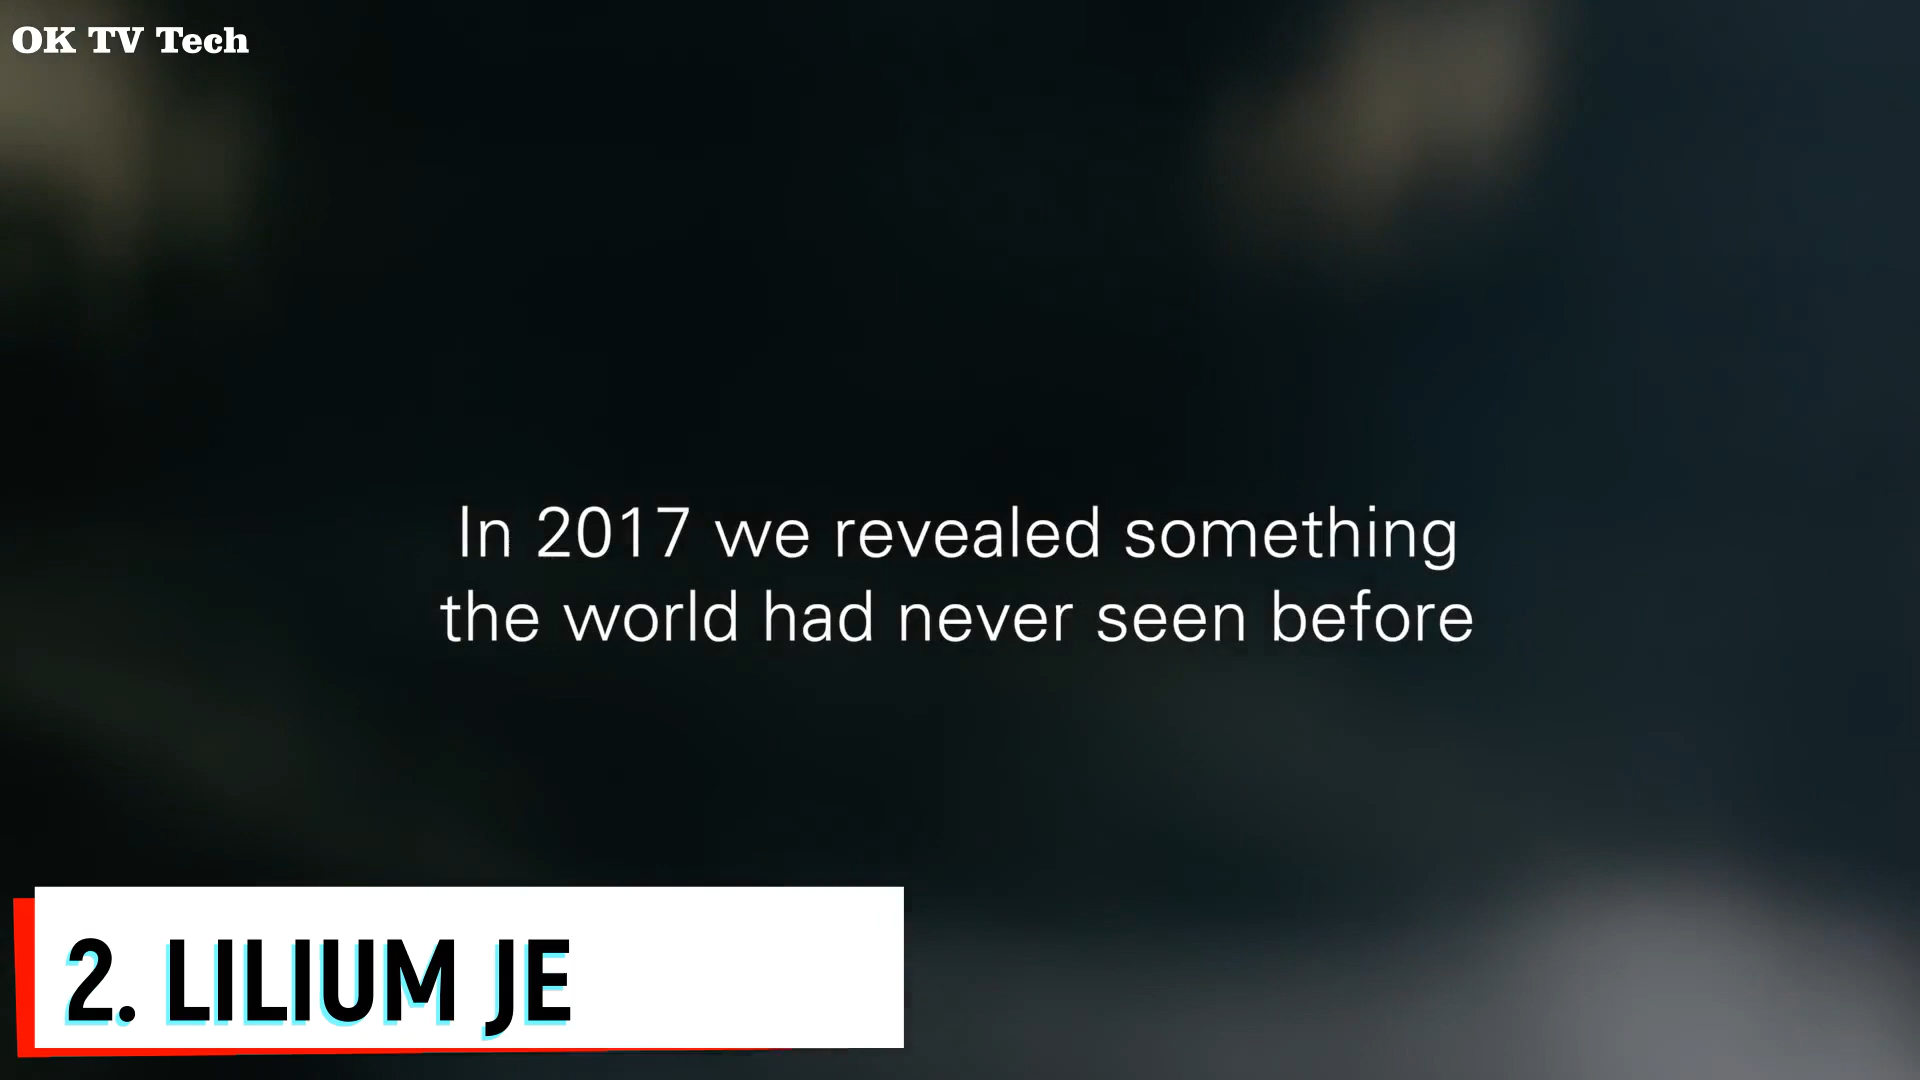 OK TV Tech
In 2017 we revealed something
the world had never seen before
2. LILIUM JE